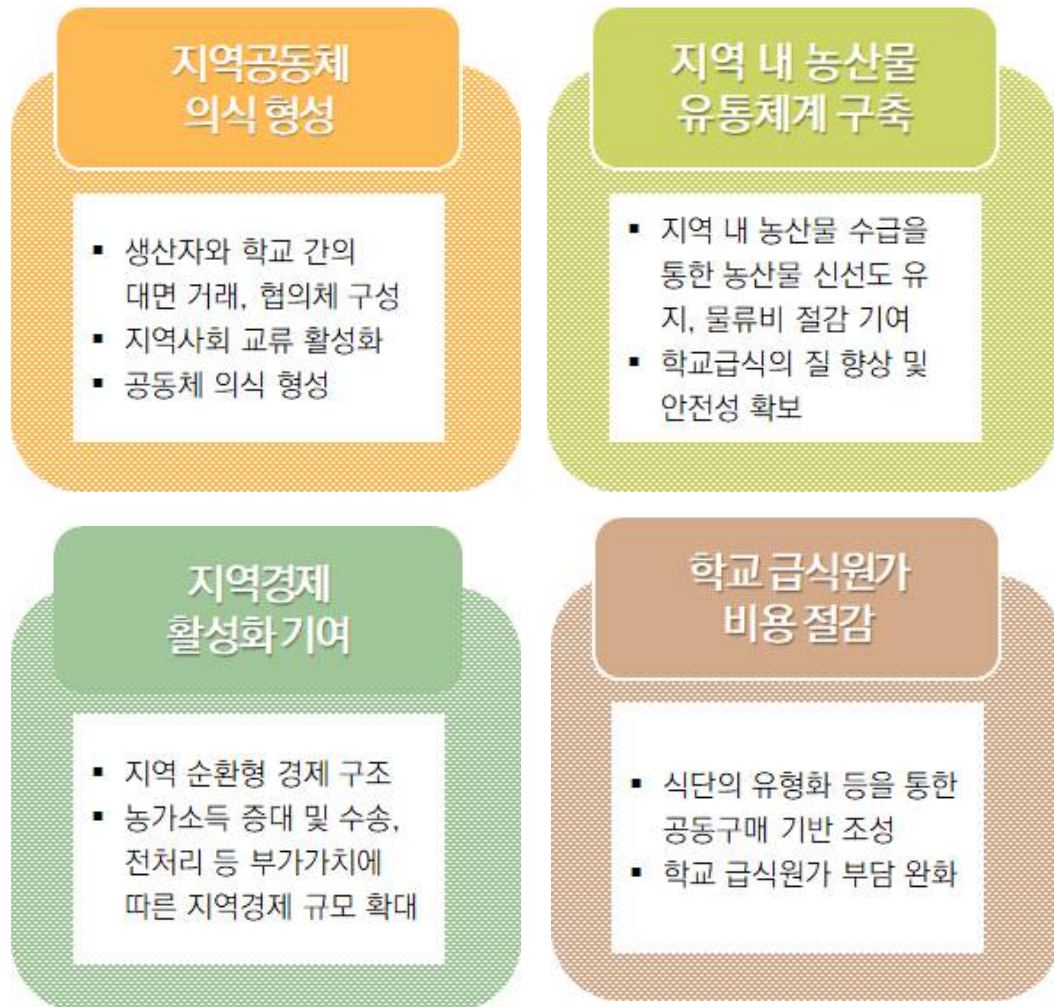 지역공동체
의식 형성
▪ 생산자와 학교 간의
대면 거래, 협의체 구성
▪ 지역사회 교류 활성화
▪ 공동체 의식 형성
지역 내 농산물
유통체계 구축
▪ 지역 내 농산물 수급을
통한 농산물 신선도 유
지, 물류비 절감 기여
▪ 학교급식의 질 향상 및
안전성 확보
지역경제
활성화 기여
▪ 지역 순환형 경제 구조
▪ 농가소득 증대 및 수송,
전처리 등 부가가치에
따른 지역경제 규모 확대
학교 급식원가
비용 절감
▪ 식단의 유형화 등을 통한
공동구매 기반 조성
▪ 학교 급식원가 부담 완화